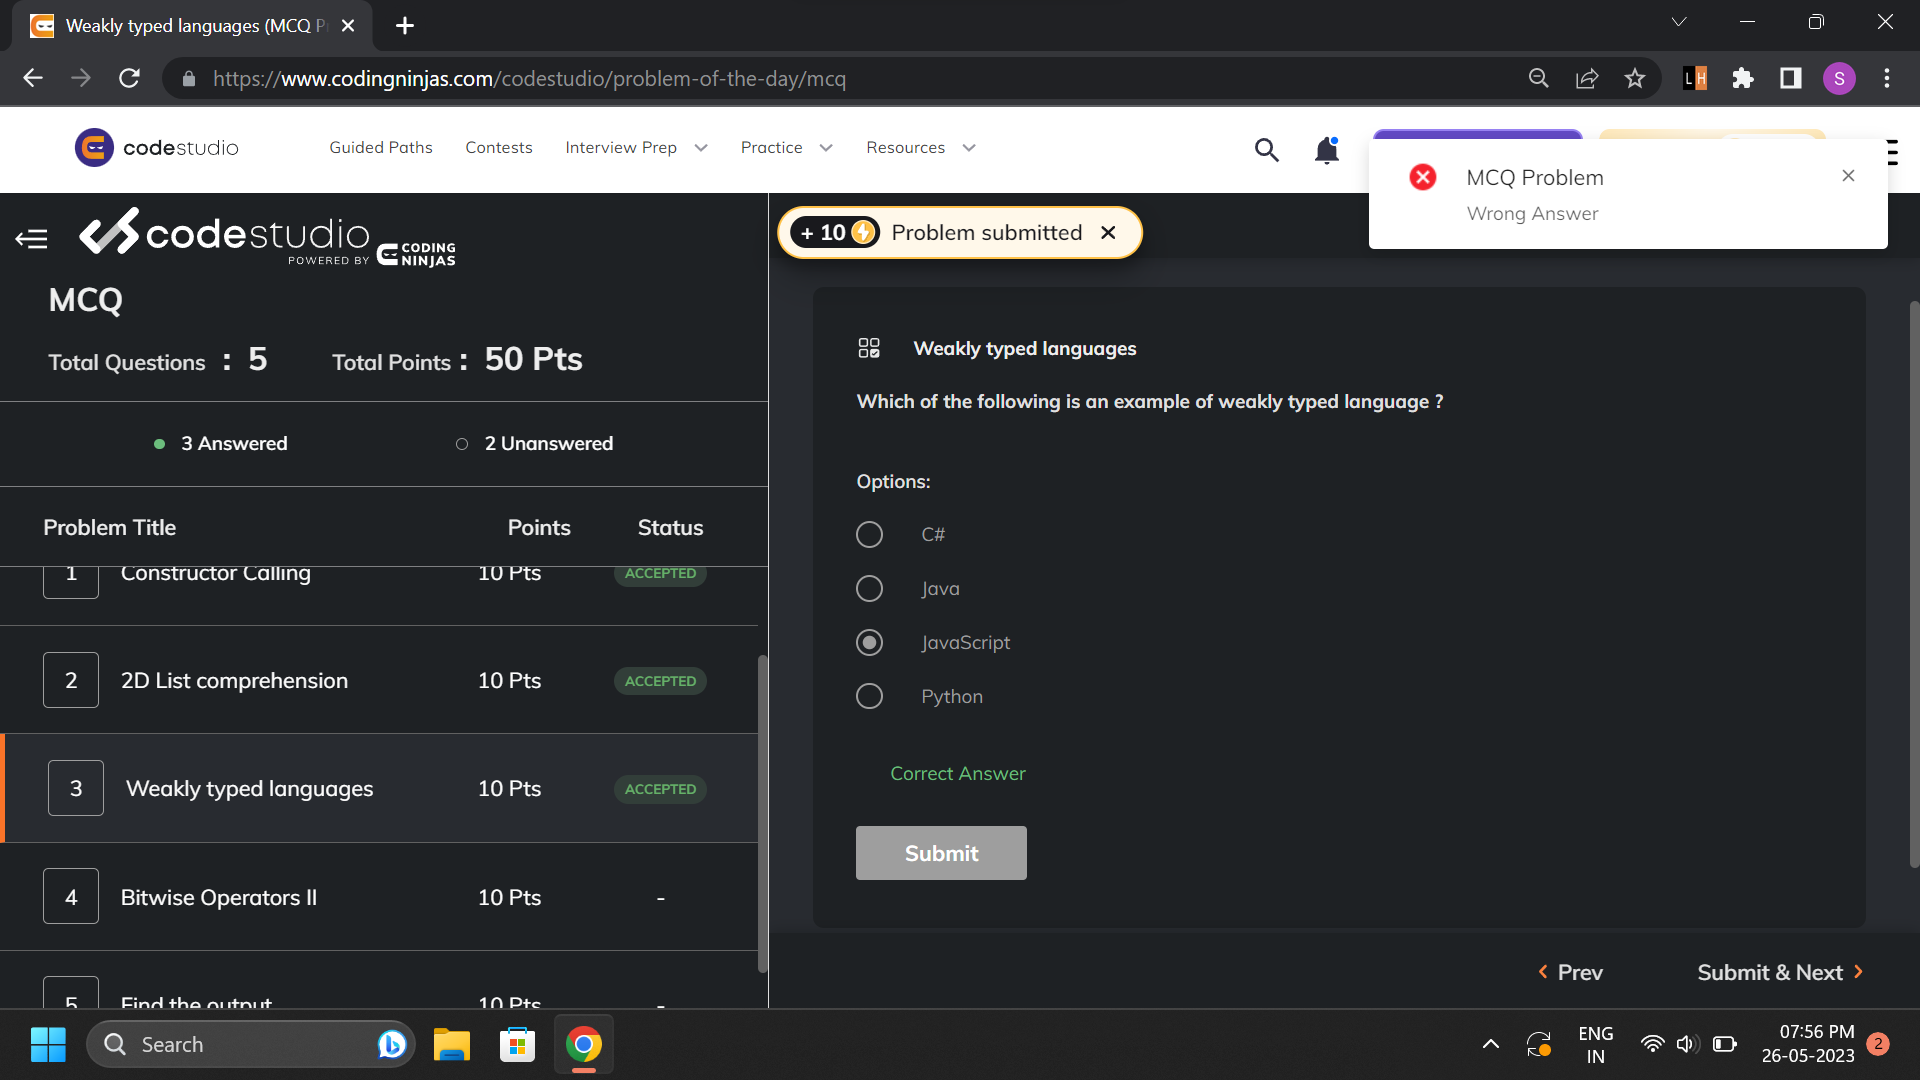 Weakly typed languages (MCQ P
https://www.codingninjas.com/codestudio/problem-of-the-day/mcq
LH
S
codestudio
Guided Paths
Contests
Interview Prep
Practice
Resources
MCQ Problem
Wrong Answer
codestudio
POWERED BY CODING NINJAS
+ 10 Problem submitted
MCQ
Total Questions : 5
Total Points : 50 Pts
3 Answered
2 Unanswered
Problem Title Points Status
1 Constructor Calling 10 Pts ACCEPTED
2 2D List comprehension 10 Pts ACCEPTED
3 Weakly typed languages 10 Pts ACCEPTED
4 Bitwise Operators II 10 Pts -
5 Find the output 10 Pts -
Weakly typed languages
Which of the following is an example of weakly typed language ?
Options:
C#
Java
JavaScript
Python
Correct Answer
Submit
Prev
Submit & Next
Search
ENG
IN
07:56 PM
26-05-2023
2